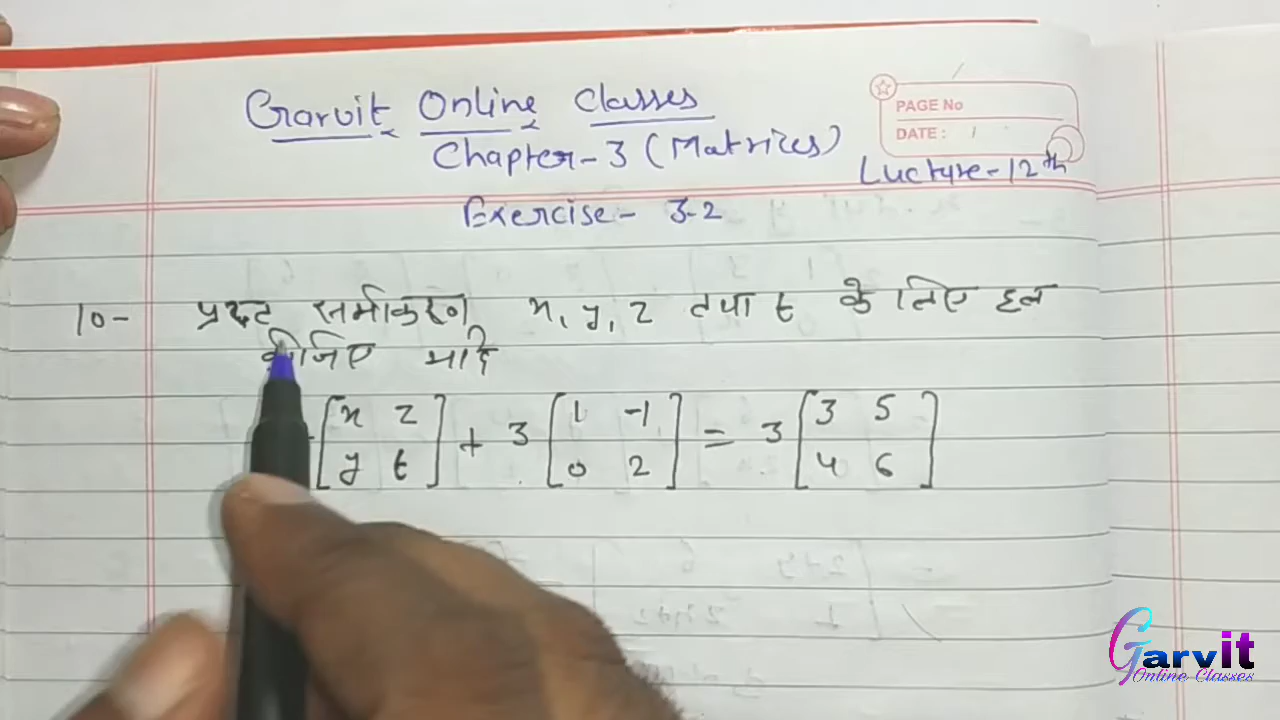 Garvit Online Classes
PAGE No
DATE :
Chapter-3 (Matrices)
Lucture-12th
Exercise- 3.2
10- प्रदत्त समीकरण x, y, z तथा t के लिए हल
कीजिए यदि
[x z] + 3 [1 -1] = 3 [3 5]
[y t] [0 2] [4 6]
Garvit
Online Classes